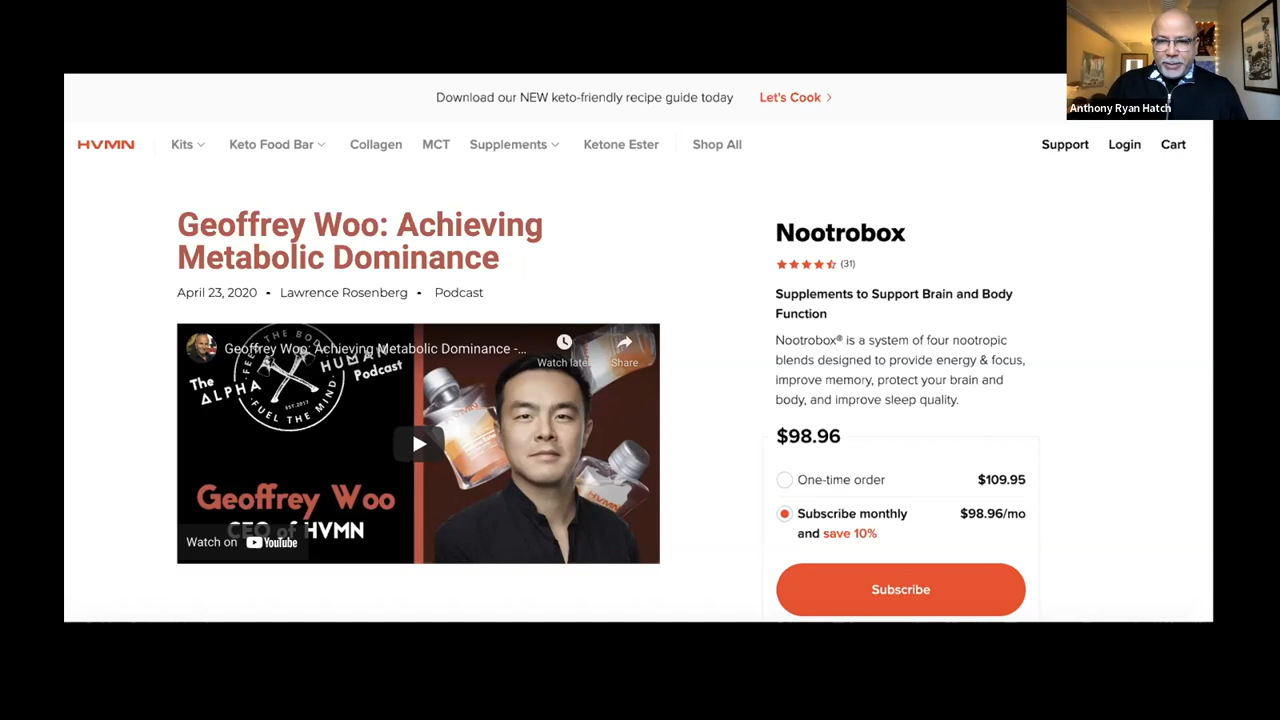 Anthony Ryan Hatch
Download our NEW keto-friendly recipe guide today Let's Cook >
HVMN Kits Keto Food Bar Collagen MCT Supplements Ketone Ester Shop All Support Login Cart
Geoffrey Woo: Achieving
Metabolic Dominance
April 23, 2020 • Lawrence Rosenberg • Podcast
Geoffrey Woo: Achieving Metabolic Dominance -...
Watch later
Share
The
ALPHA
HUMAN
Podcast
FEEL THE BODY
EST.2017
FUEL THE MIND.
Geoffrey Woo
CEO of HVMN
Watch on YouTube
HVMN
Nootrobox
(31)
Supplements to Support Brain and Body
Function
Nootrobox® is a system of four nootropic
blends designed to provide energy & focus,
improve memory, protect your brain and
body, and improve sleep quality.
$98.96
One-time order $109.95
Subscribe monthly $98.96/mo
and save 10%
Subscribe